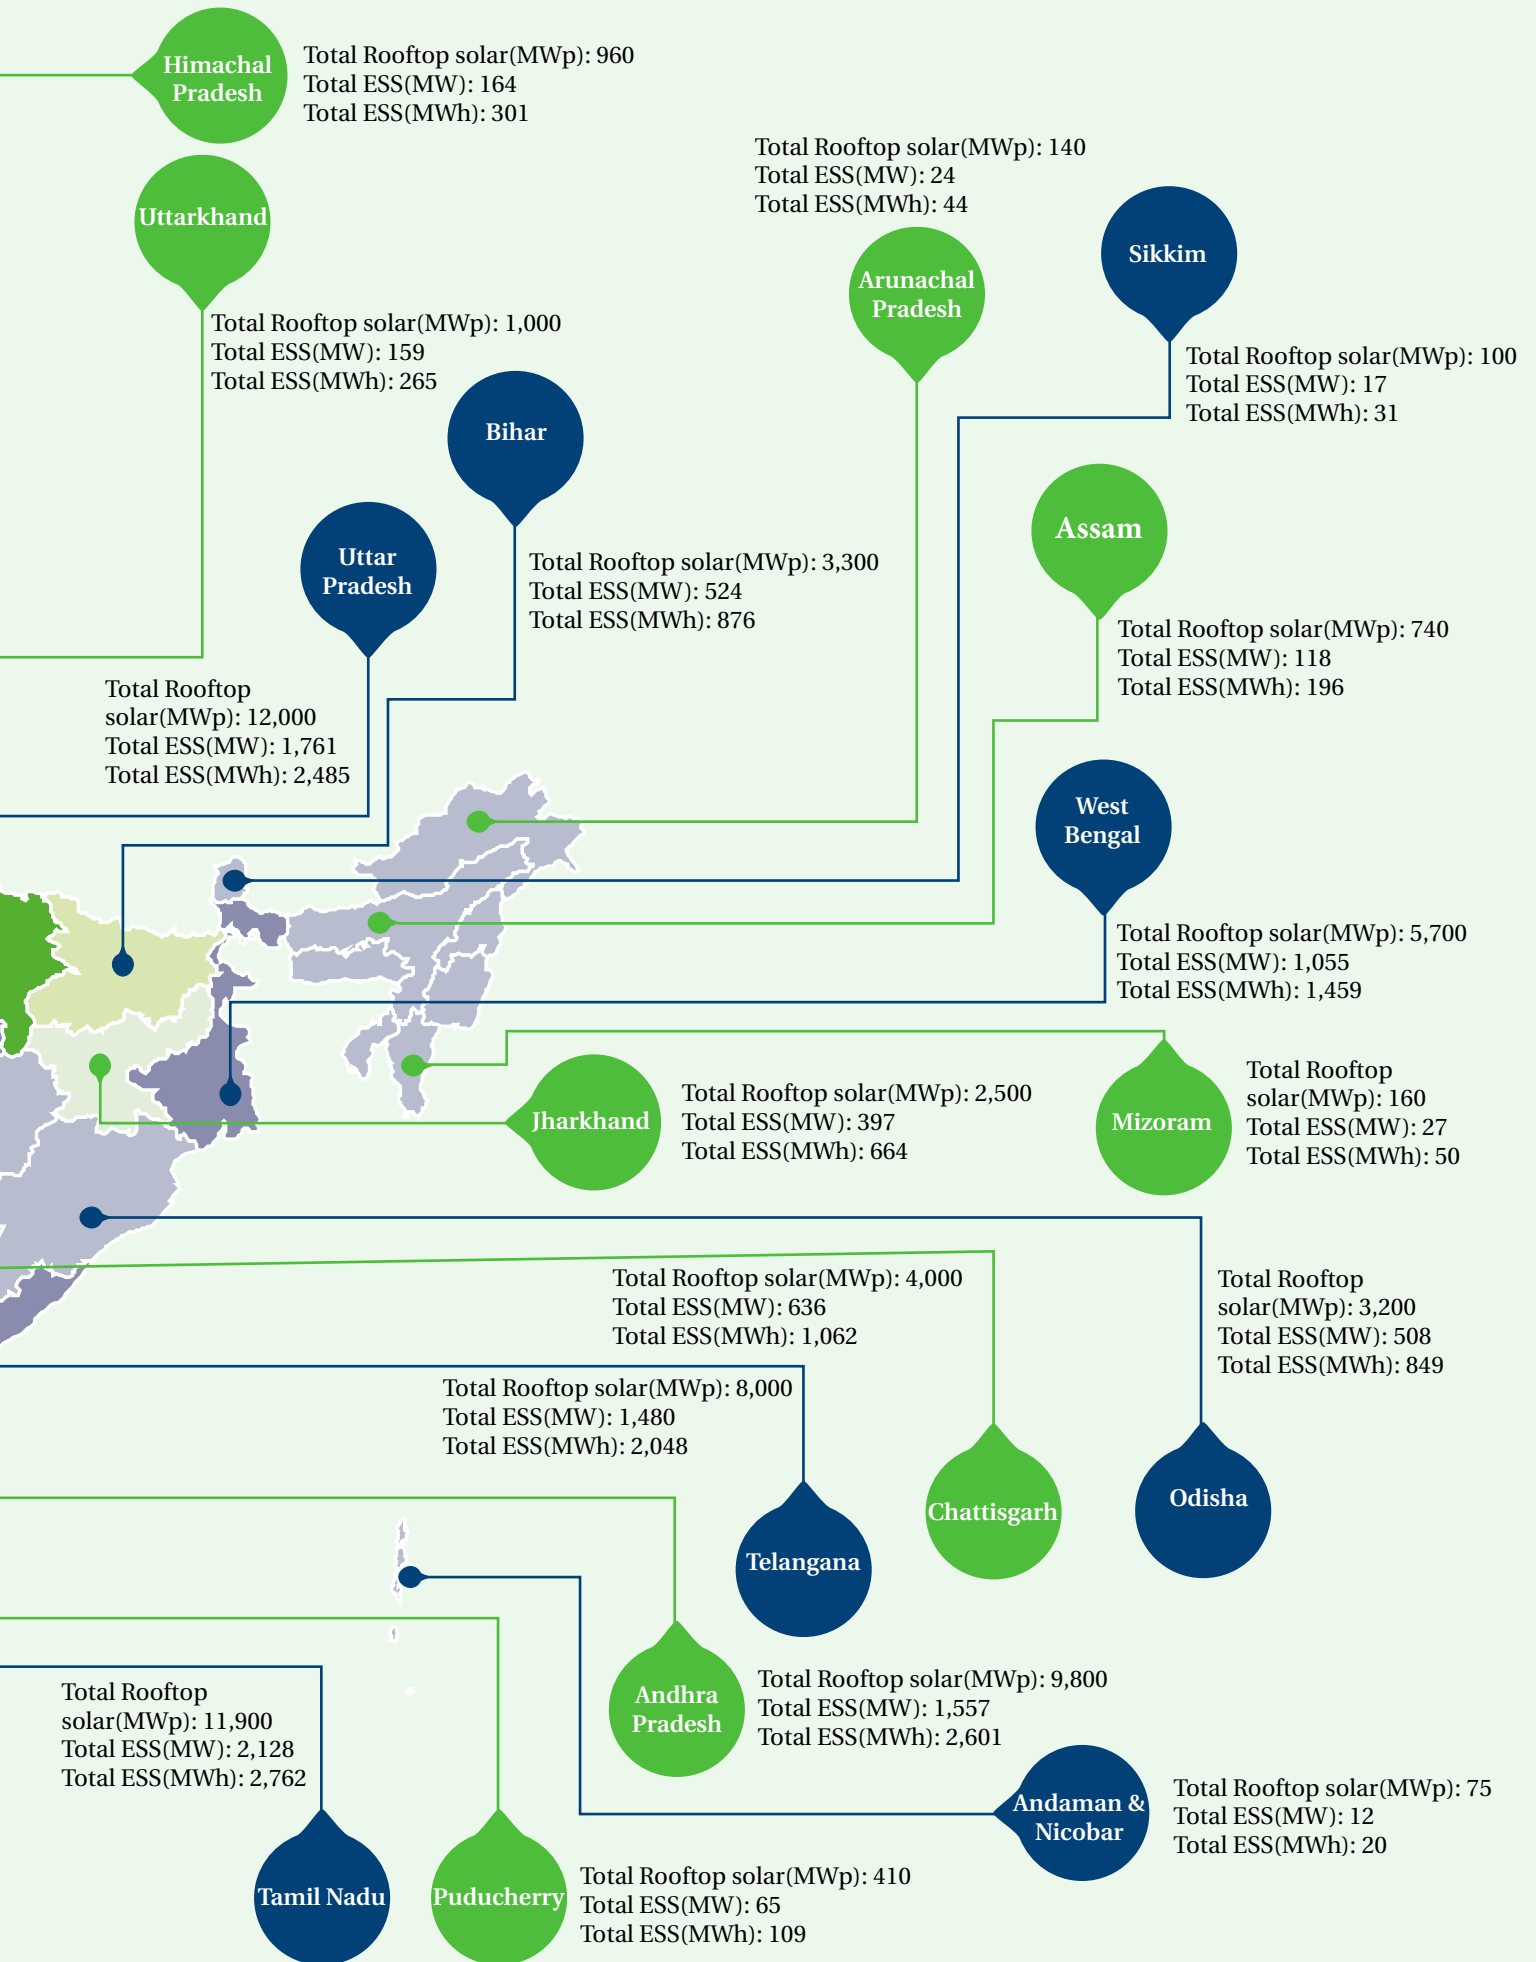 Himachal
Pradesh
Total Rooftop solar(MWp): 960
Total ESS(MW): 164
Total ESS(MWh): 301
Uttarkhand
Total Rooftop solar(MWp): 1,000
Total ESS(MW): 159
Total ESS(MWh): 265
Total Rooftop solar(MWp): 140
Total ESS(MW): 24
Total ESS(MWh): 44
Arunachal
Pradesh
Sikkim
Total Rooftop solar(MWp): 100
Total ESS(MW): 17
Total ESS(MWh): 31
Bihar
Total Rooftop solar(MWp): 3,300
Total ESS(MW): 524
Total ESS(MWh): 876
Uttar
Pradesh
Total Rooftop
solar(MWp): 12,000
Total ESS(MW): 1,761
Total ESS(MWh): 2,485
Assam
Total Rooftop solar(MWp): 740
Total ESS(MW): 118
Total ESS(MWh): 196
West
Bengal
Total Rooftop solar(MWp): 5,700
Total ESS(MW): 1,055
Total ESS(MWh): 1,459
Jharkhand
Total Rooftop solar(MWp): 2,500
Total ESS(MW): 397
Total ESS(MWh): 664
Mizoram
Total Rooftop
solar(MWp): 160
Total ESS(MW): 27
Total ESS(MWh): 50
Total Rooftop solar(MWp): 4,000
Total ESS(MW): 636
Total ESS(MWh): 1,062
Chattisgarh
Total Rooftop
solar(MWp): 3,200
Total ESS(MW): 508
Total ESS(MWh): 849
Odisha
Total Rooftop solar(MWp): 8,000
Total ESS(MW): 1,480
Total ESS(MWh): 2,048
Telangana
Andhra
Pradesh
Total Rooftop solar(MWp): 9,800
Total ESS(MW): 1,557
Total ESS(MWh): 2,601
Total Rooftop
solar(MWp): 11,900
Total ESS(MW): 2,128
Total ESS(MWh): 2,762
Tamil Nadu
Puducherry
Total Rooftop solar(MWp): 410
Total ESS(MW): 65
Total ESS(MWh): 109
Andaman &
Nicobar
Total Rooftop solar(MWp): 75
Total ESS(MW): 12
Total ESS(MWh): 20